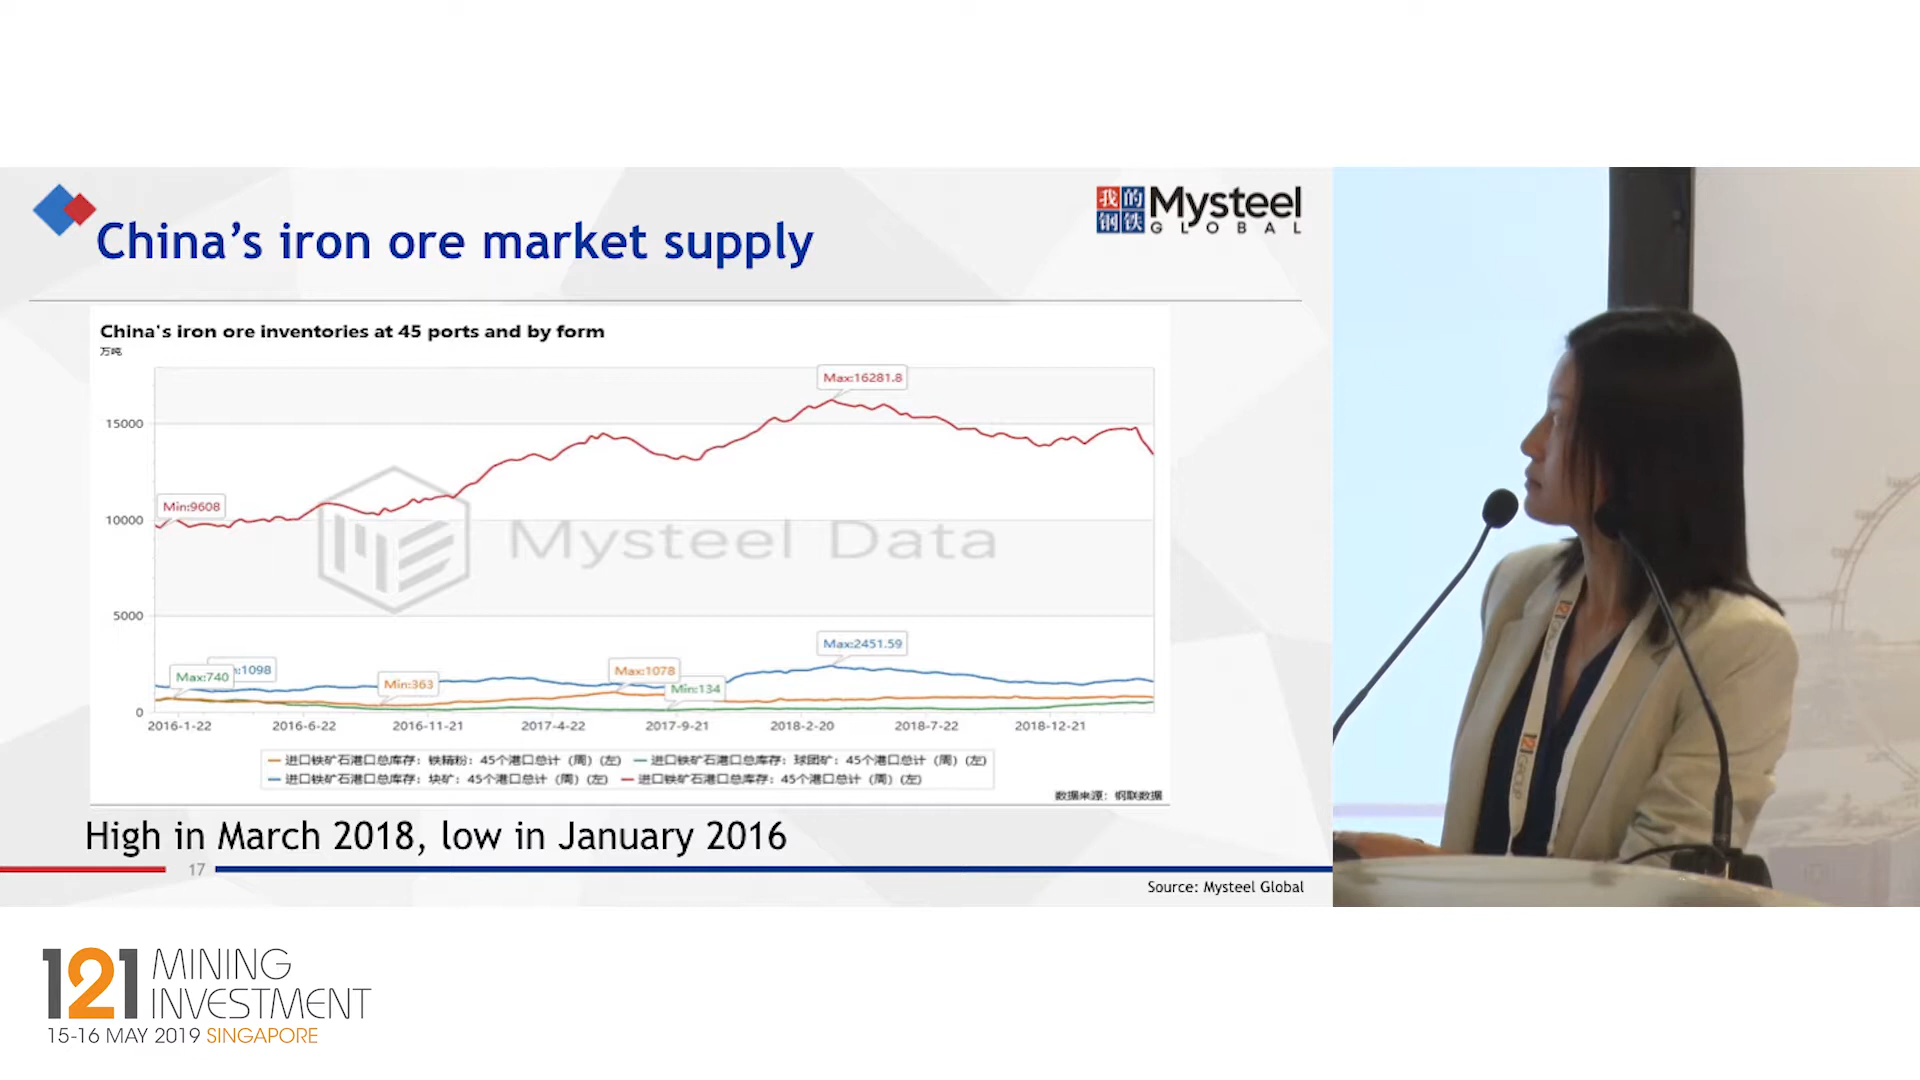 China's iron ore market supply
我的
钢铁
Mysteel
GLOBAL
China's iron ore inventories at 45 ports and by form
万吨
Max:16281.8
15000
Min:9608
10000
Mysteel Data
5000
Max:2451.59
:1098
Max:740
Min:363
Max:1078
Min:134
0
2016-1-22 2016-6-22 2016-11-21 2017-4-22 2017-9-21 2018-2-20 2018-7-22 2018-12-21
进口铁矿石港口总库存：铁精粉：45个港口总计（周）(左) 进口铁矿石港口总库存：球团矿：45个港口总计（周）(左)
进口铁矿石港口总库存：块矿：45个港口总计（周）(左) 进口铁矿石港口总库存：45个港口总计（周）(左)
数据来源：钢联数据
High in March 2018, low in January 2016
17
Source: Mysteel Global
121 GROUP
121 GROUP
121 MINING
INVESTMENT
15-16 MAY 2019 SINGAPORE